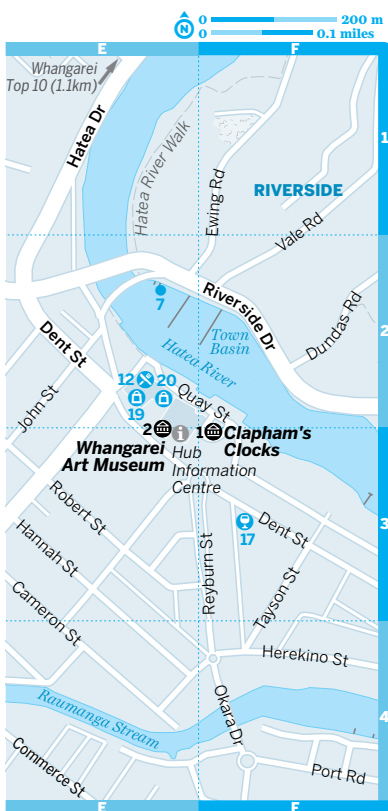 N
0 200 m
0 0.1 miles
E F
Whangarei
Top 10 (1.1km)
Hatea Dr
Hatea River Walk
Ewing Rd
RIVERSIDE
Vale Rd
1
7
Riverside Dr
Town
Basin
Hatea River
Dundas Rd
2
Dent St
John St
12
20
19
Quay St
2
Whangarei
Art Museum
i
Hub
Information
Centre
1
Clapham's
Clocks
Robert St
Hannah St
Cameron St
Reyburn St
17
Dent St
Tayson St
3
Herekino St
Okara Dr
Raumanga Stream
Commerce St
Port Rd
4
E F